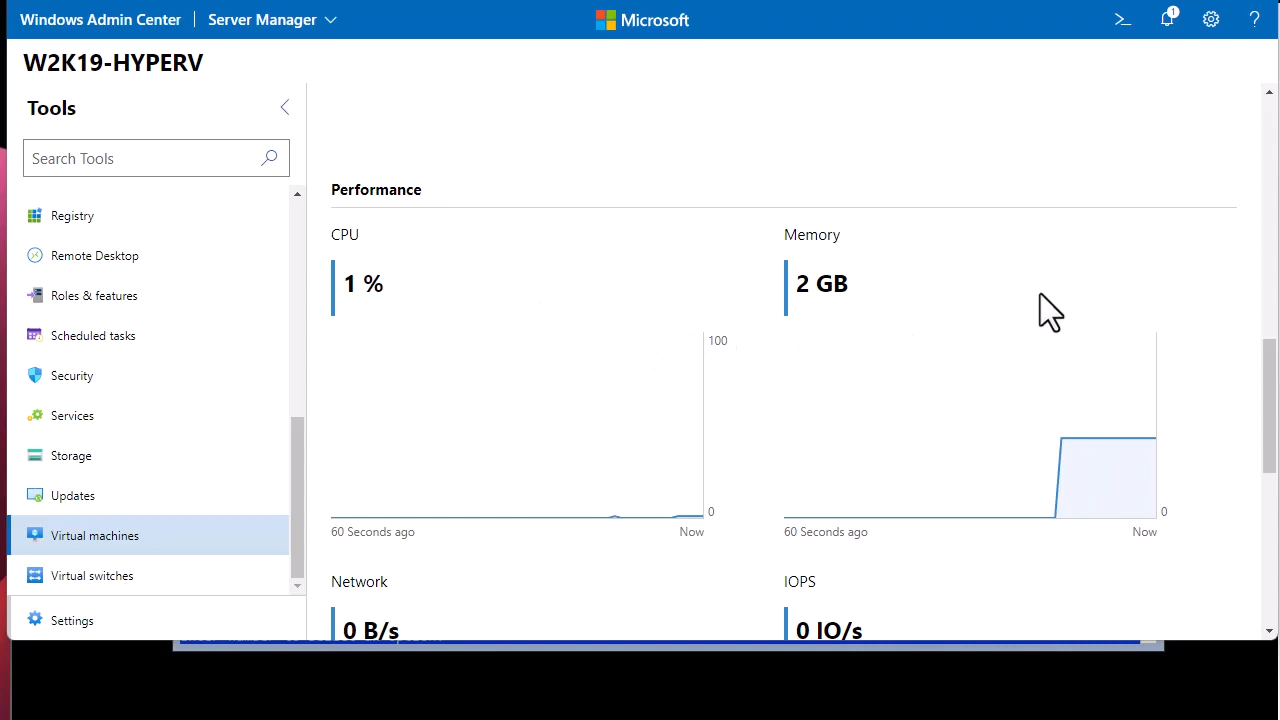 Windows Admin Center
Server Manager
Microsoft
1
W2K19-HYPERV
Tools
Search Tools
Registry
Remote Desktop
Roles & features
Scheduled tasks
Security
Services
Storage
Updates
Virtual machines
Virtual switches
Settings
Performance
CPU
1 %
100
0
60 Seconds ago
Now
Memory
2 GB
0
60 Seconds ago
Now
Network
0 B/s
IOPS
0 IO/s